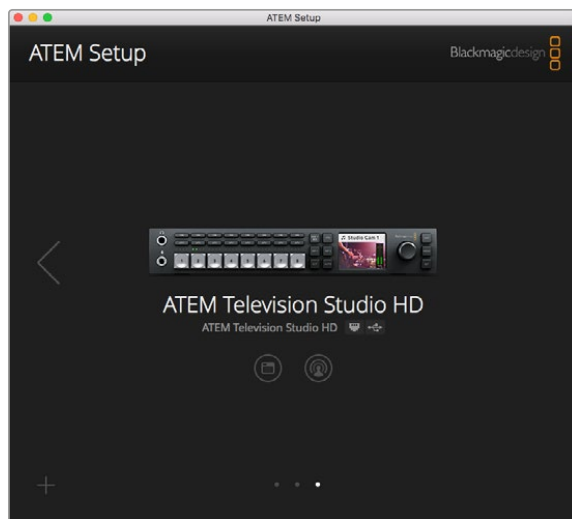 ATEM Setup
ATEM Setup
Blackmagicdesign
Studio Cam 1
ATEM Television Studio HD
ATEM Television Studio HD